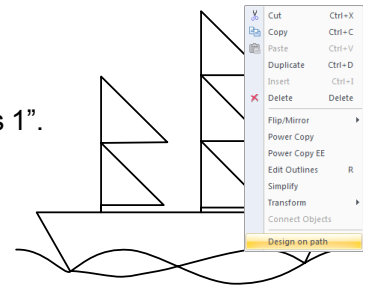 Cut Ctrl+X
Copy Ctrl+C
Paste Ctrl+V
Duplicate Ctrl+D
Insert Ctrl+I
Delete Delete
s 1”.
Flip/Mirror
Power Copy
Power Copy EE
Edit Outlines R
Simplify
Transform
Connect Objects
Design on path